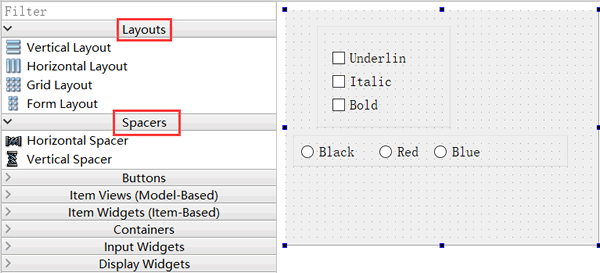 Filter
Layouts
Vertical Layout
Horizontal Layout
Grid Layout
Form Layout
Spacers
Horizontal Spacer
Vertical Spacer
Buttons
Item Views (Model-Based)
Item Widgets (Item-Based)
Containers
Input Widgets
Display Widgets
Underlin
Italic
Bold
Black Red Blue